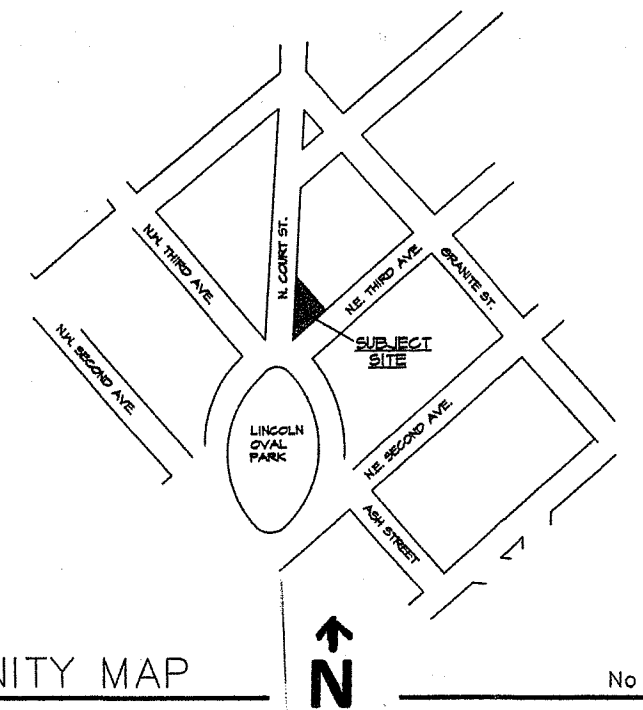 N. COURT ST.
N.W. THIRD AVE.
N.E. THIRD AVE.
GRANITE ST.
N.W. SECOND AVE.
SUBJECT
SITE
LINCOLN
OVAL
PARK
N.E. SECOND AVE.
ASH STREET
NITY MAP
N
No